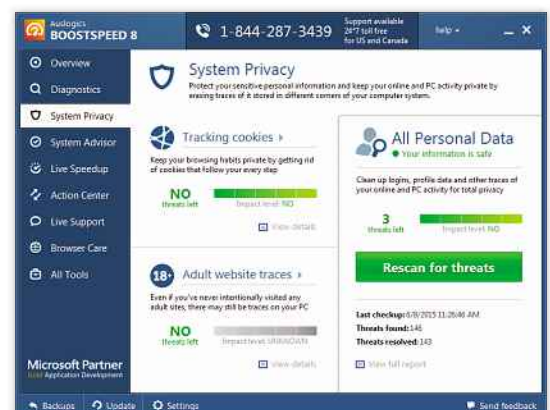 Auslogics
BOOSTSPEED 8
1-844-287-3439
Support available
24*7 toll free
for US and Canada
help
Overview
Diagnostics
System Privacy
System Advisor
Live Speedup
Action Center
Live Support
Browser Care
All Tools
Microsoft Partner
Gold Application Development
System Privacy
Protect your sensitive personal information and keep your online and PC activity private by
erasing traces of it stored in different corners of your computer system.
Tracking cookies
Keep your browsing habits private by getting rid
of cookies that follow your every step
NO
threats left
Impact level: NO
View details
18+
Adult website traces
Even if you've never intentionally visited any
adult sites, there may still be traces on your PC
NO
threats left
Impact level: UNKNOWN
View details
All Personal Data
Your information is safe
Clean up logins, profile data and other traces of
your online and PC activity for total privacy
3
threats left
Impact level: NO
Rescan for threats
Last checkup: 6/8/2015 11:26:46 AM
Threats found: 146
Threats resolved: 143
View full report
Backups
Update
Settings
Send feedback